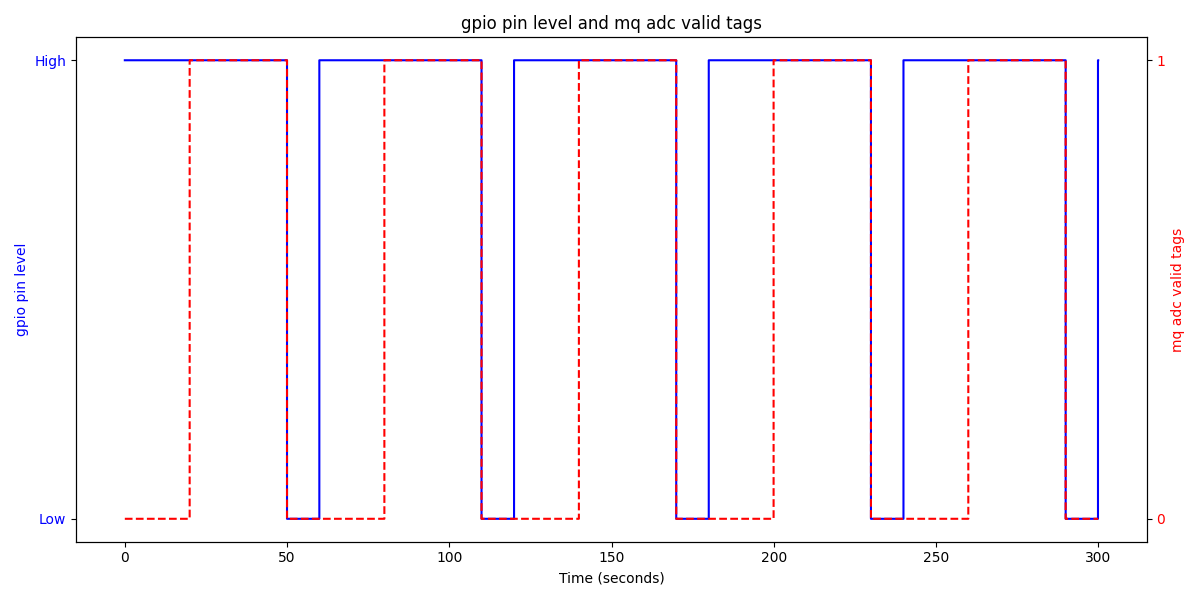 gpio pin level and mq adc valid tags
High
Low
gpio pin level
1
0
mq adc valid tags
0 50 100 150 200 250 300
Time (seconds)